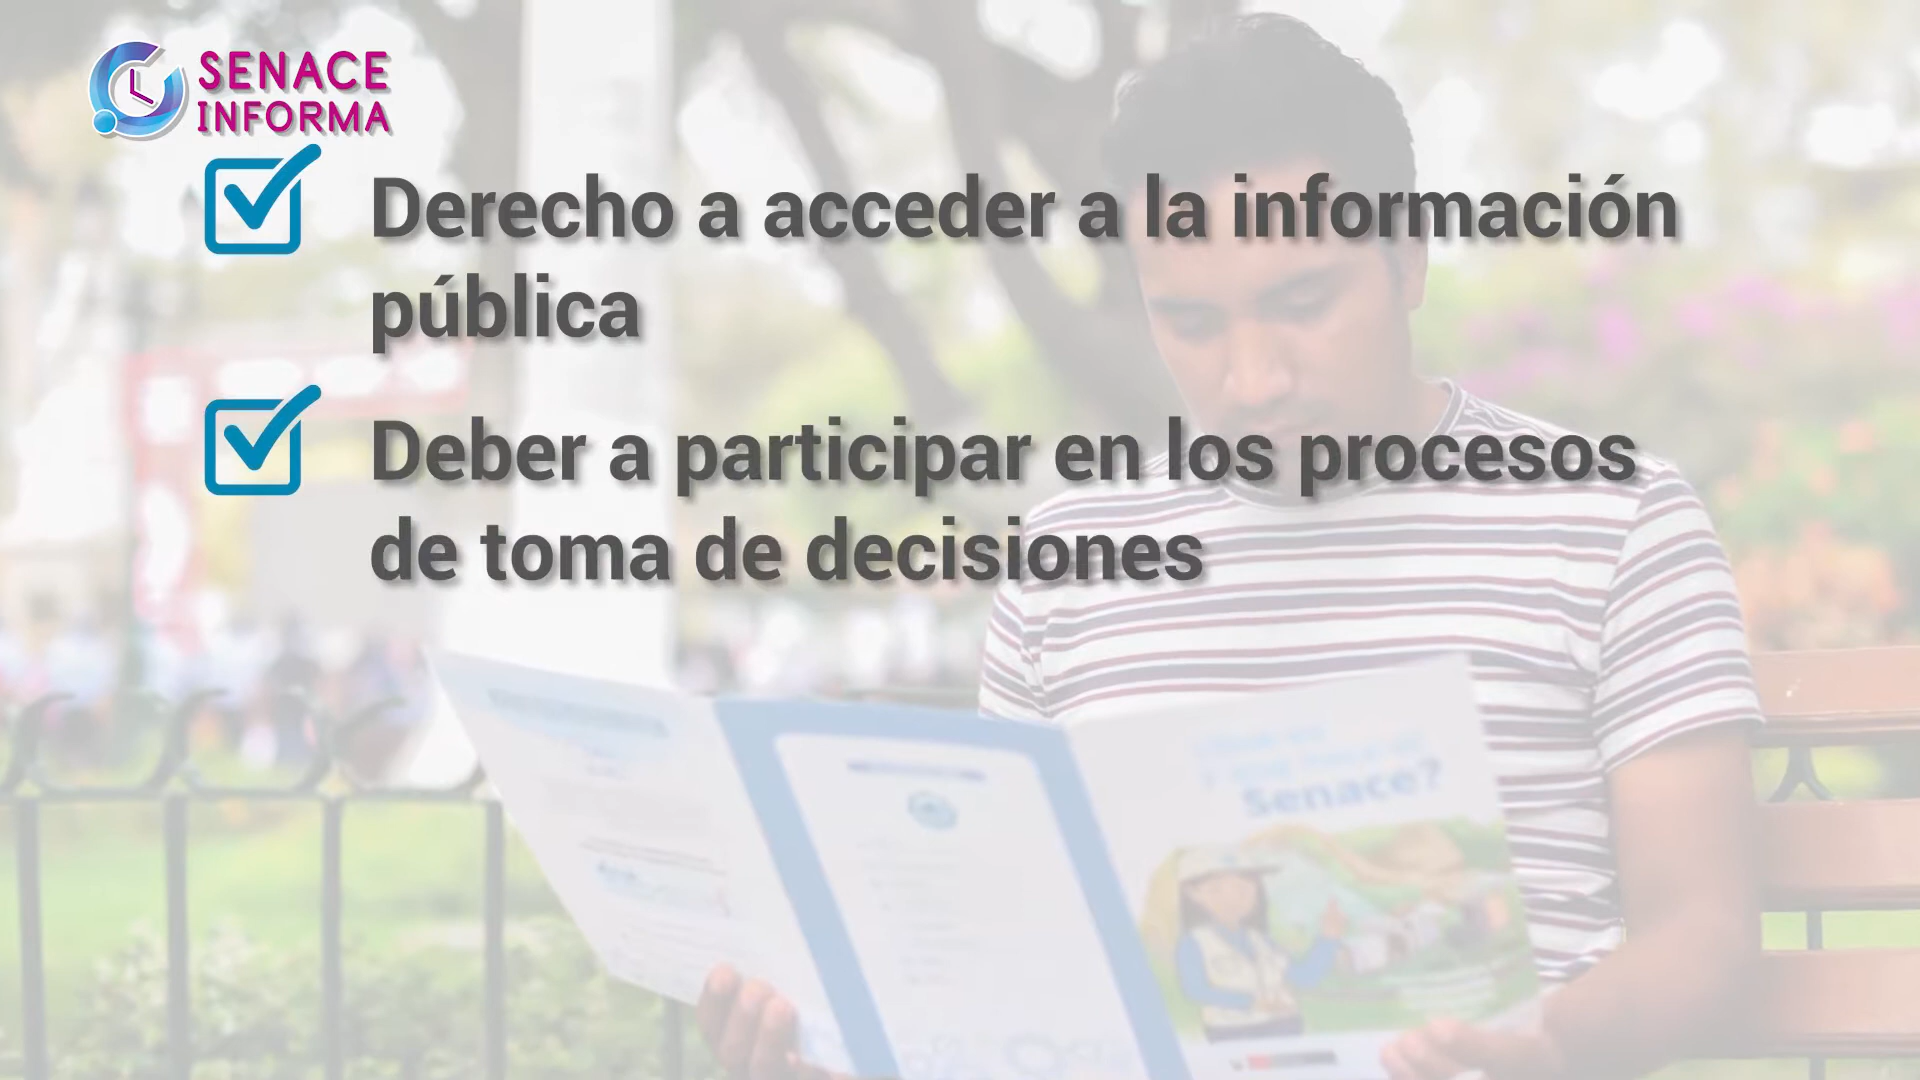 SENACE
INFORMA
Derecho a acceder a la información
pública
Deber a participar en los procesos
de toma de decisiones
Senace?